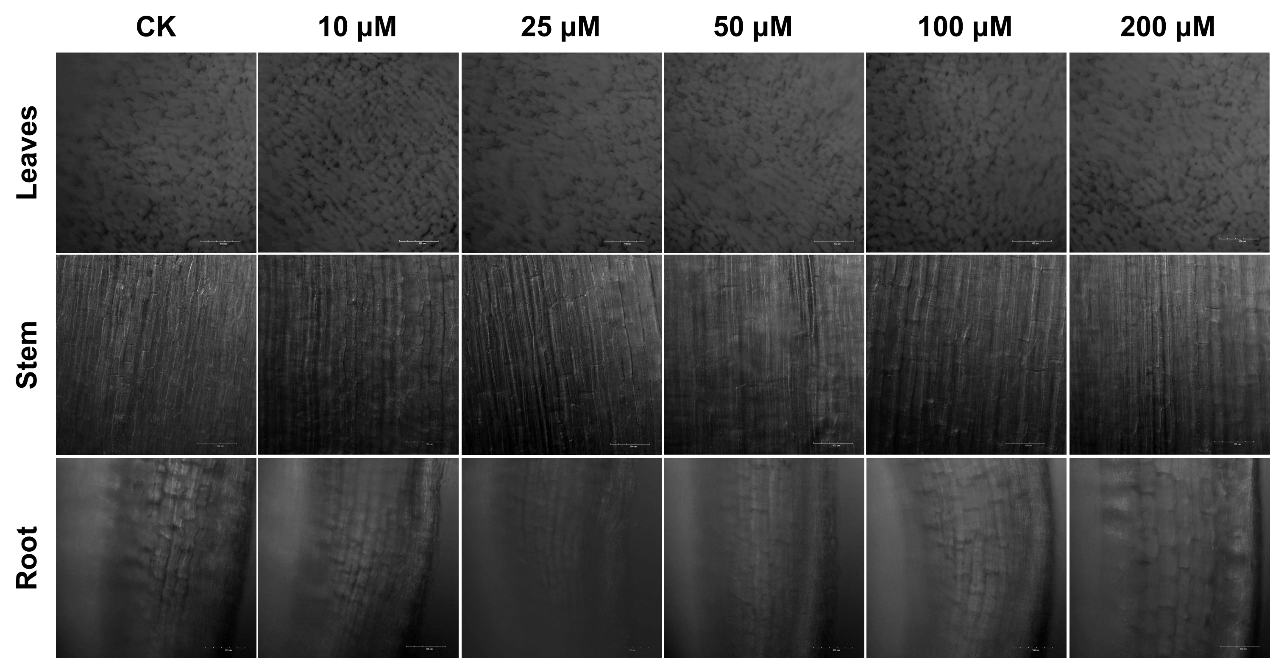 CK 10 µM 25 µM 50 µM 100 µM 200 µM
Leaves
Stem
Root